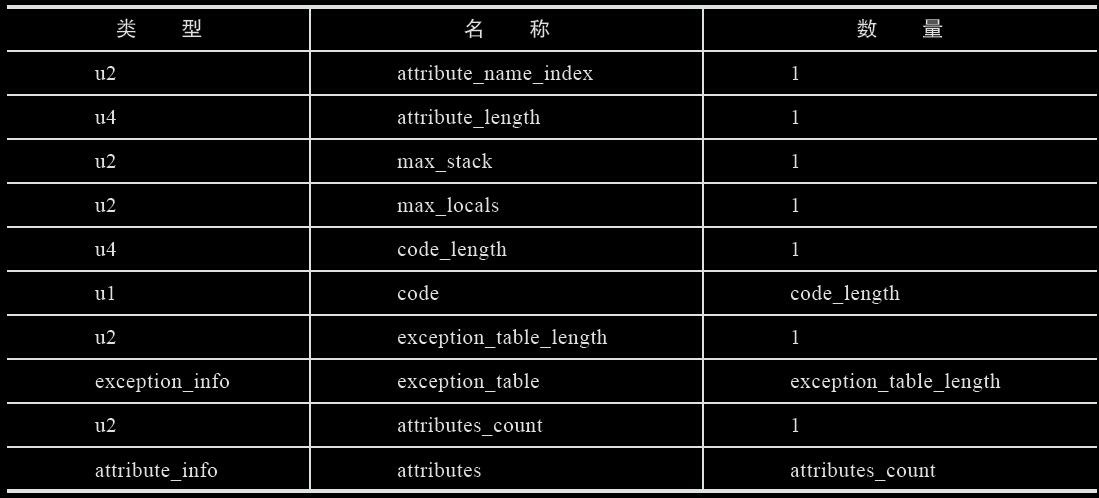 类 型 名 称 数 量
u2 attribute_name_index 1
u4 attribute_length 1
u2 max_stack 1
u2 max_locals 1
u4 code_length 1
u1 code code_length
u2 exception_table_length 1
exception_info exception_table exception_table_length
u2 attributes_count 1
attribute_info attributes attributes_count